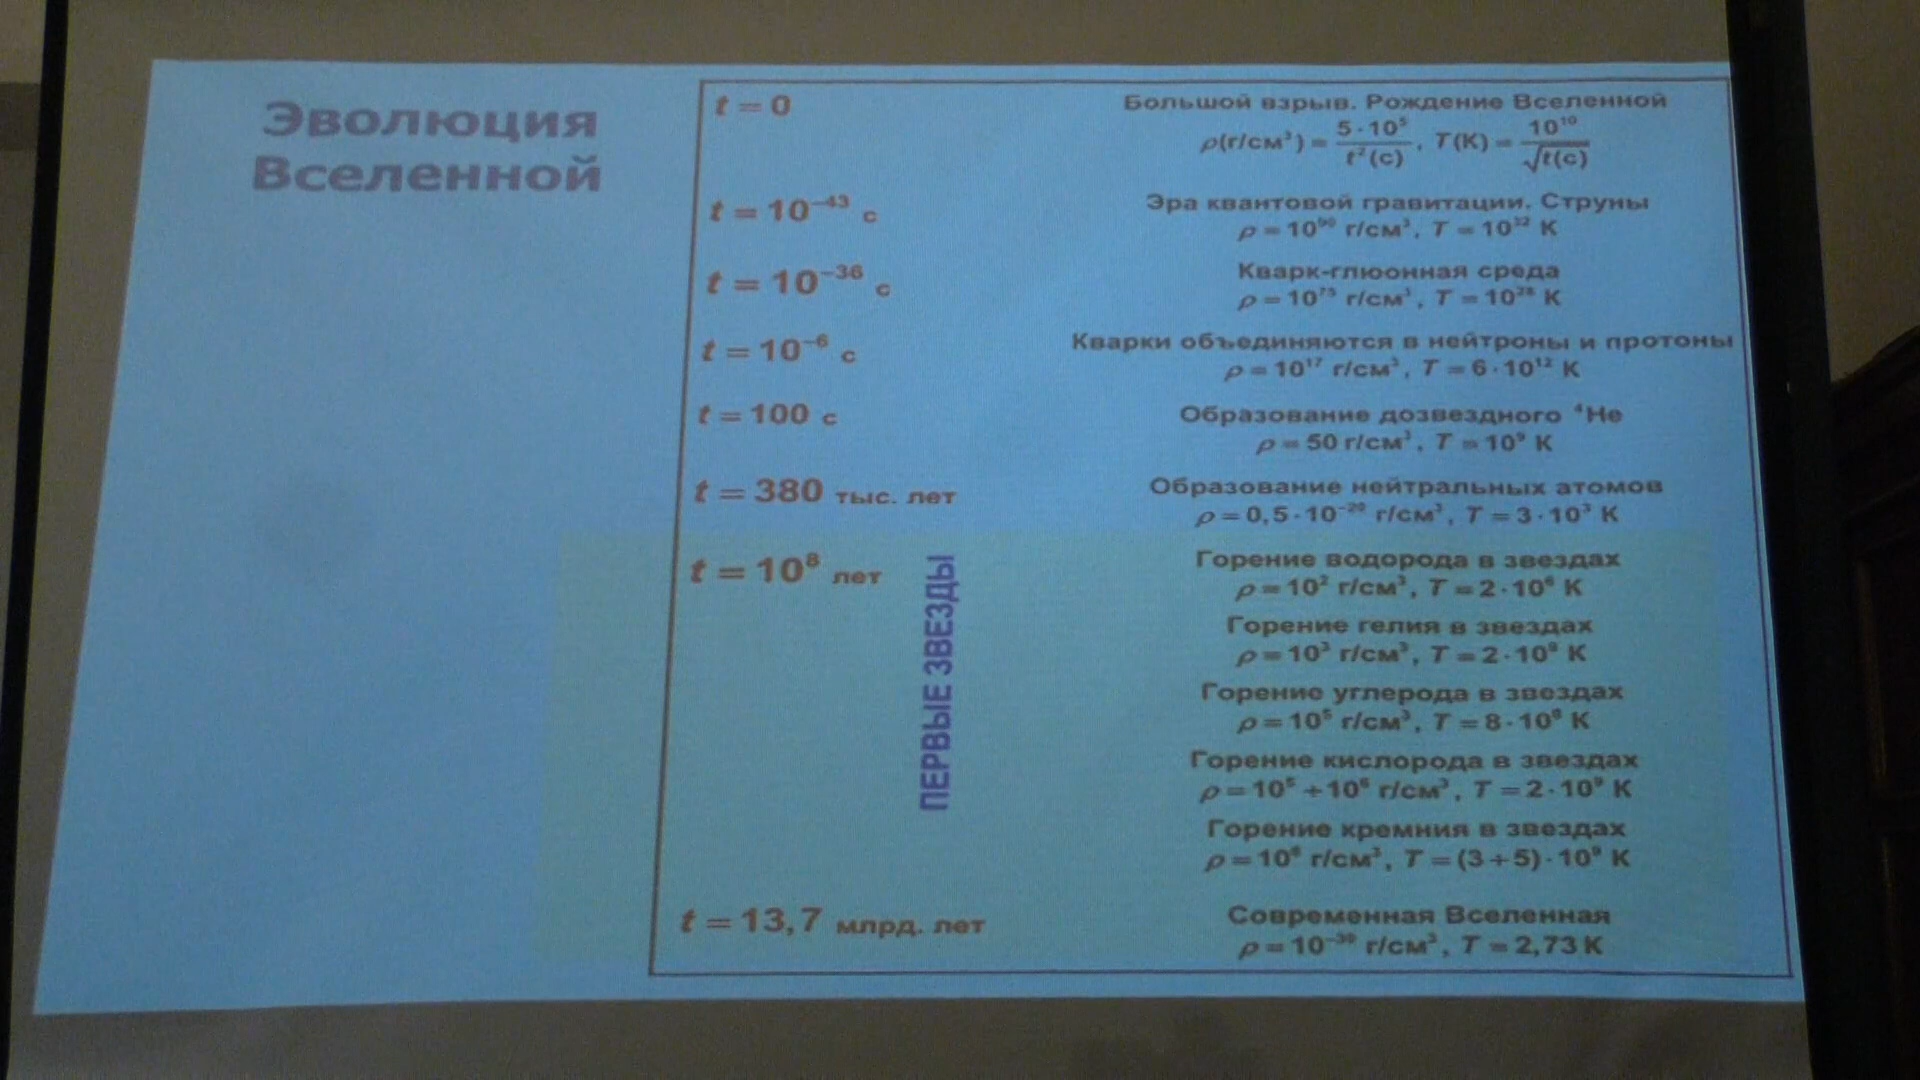 Эволюция
Вселенной
t = 0
Большой взрыв. Рождение Вселенной
ρ(г/см³) = 5·10⁵ / t²(с), T(К) = 10¹⁰ / √t(с)
t = 10⁻⁴³ с
Эра квантовой гравитации. Струны
ρ = 10⁹⁰ г/см³, T = 10³² К
t = 10⁻³⁶ с
Кварк-глюонная среда
ρ = 10⁷⁵ г/см³, T = 10²⁸ К
t = 10⁻⁶ с
Кварки объединяются в нейтроны и протоны
ρ = 10¹⁷ г/см³, T = 6·10¹² К
t = 100 с
Образование дозвездного ⁴He
ρ = 50 г/см³, T = 10⁹ К
t = 380 тыс. лет
Образование нейтральных атомов
ρ = 0,5·10⁻²⁰ г/см³, T = 3·10³ К
t = 10⁸ лет
ПЕРВЫЕ ЗВЕЗДЫ
Горение водорода в звездах
ρ = 10² г/см³, T = 2·10⁶ К
Горение гелия в звездах
ρ = 10³ г/см³, T = 2·10⁸ К
Горение углерода в звездах
ρ = 10⁵ г/см³, T = 8·10⁸ К
Горение кислорода в звездах
ρ = 10⁵ ÷ 10⁶ г/см³, T = 2·10⁹ К
Горение кремния в звездах
ρ = 10⁶ г/см³, T = (3 ÷ 5)·10⁹ К
t = 13,7 млрд. лет
Современная Вселенная
ρ = 10⁻³⁰ г/см³, T = 2,73 К